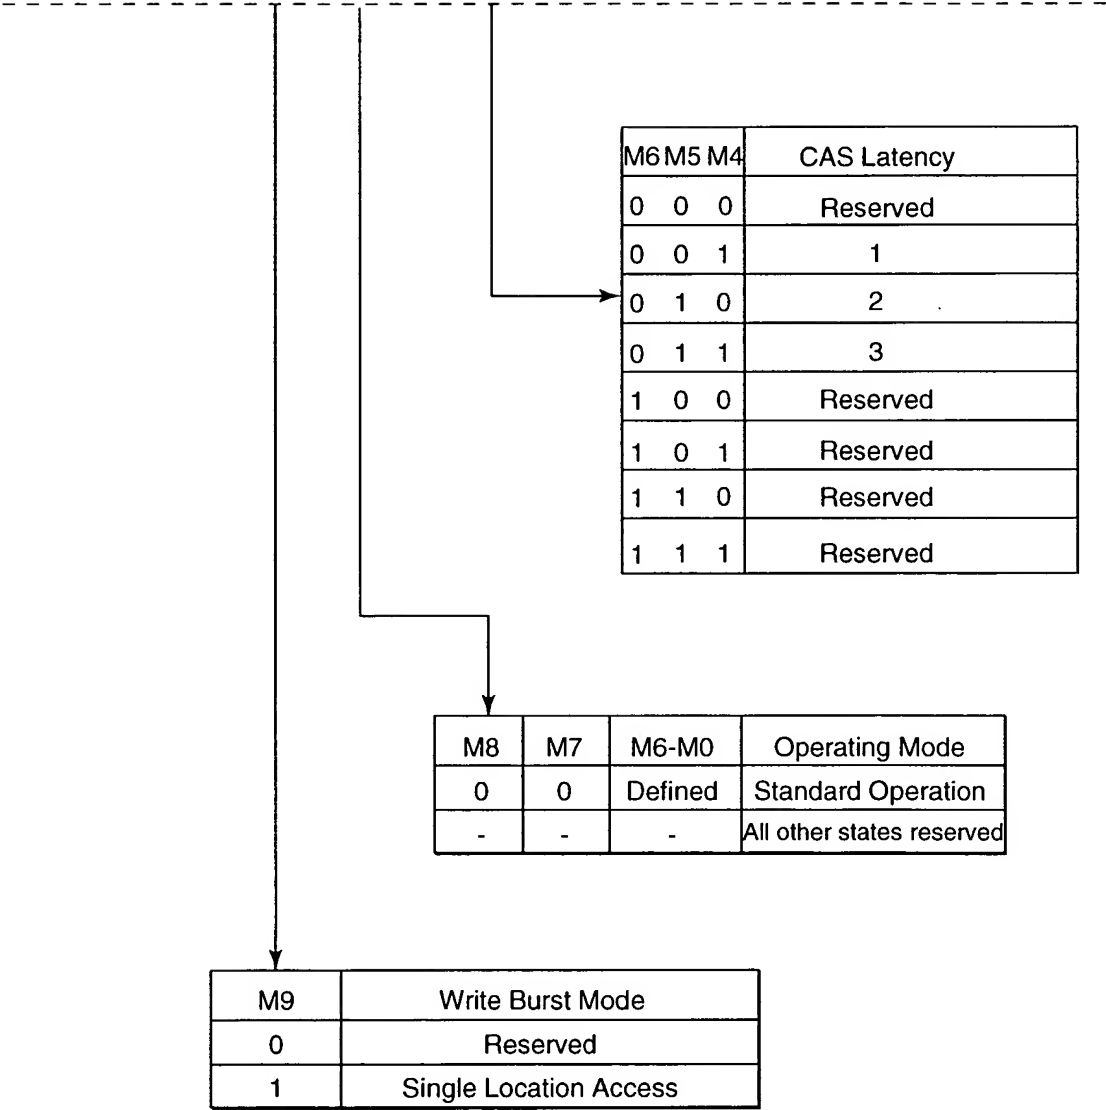 M6 M5 M4 CAS Latency
0 0 0 Reserved
0 0 1 1
0 1 0 2
0 1 1 3
1 0 0 Reserved
1 0 1 Reserved
1 1 0 Reserved
1 1 1 Reserved
M8 M7 M6-M0 Operating Mode
0 0 Defined Standard Operation
- - - All other states reserved
M9 Write Burst Mode
0 Reserved
1 Single Location Access